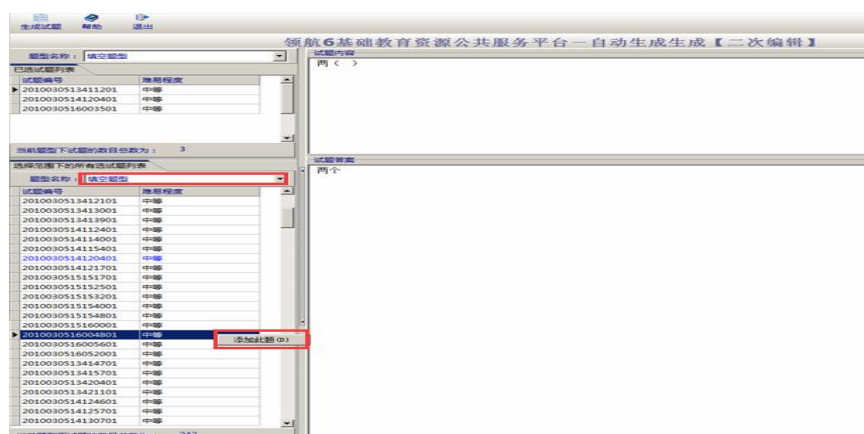 生成试题 帮助 退出
领航6基础教育资源公共服务平台－自动生成生成【二次编辑】
题型名称： 填空题型
已选试题列表
试题编号 难易程度
2010030513411201 中等
2010030514120401 中等
2010030516003501 中等
当前题型下试题的数目总数为： 3
选择范围下的所有选试题列表
题型名称： 填空题型
试题编号 难易程度
2010030513412101 中等
2010030513413001 中等
2010030513413901 中等
2010030514112401 中等
2010030514114001 中等
2010030514115401 中等
2010030514120401 中等
2010030514121701 中等
2010030515151701 中等
2010030515152501 中等
2010030515153201 中等
2010030515154001 中等
2010030515154801 中等
2010030515160001 中等
2010030516004801 中等
添加此题(D)
2010030516005601 中等
2010030516052001 中等
2010030513414701 中等
2010030513415701 中等
2010030513420401 中等
2010030513421101 中等
2010030514124601 中等
2010030514125701 中等
2010030514130701 中等
试题内容
两（ ）
试题答案
两个